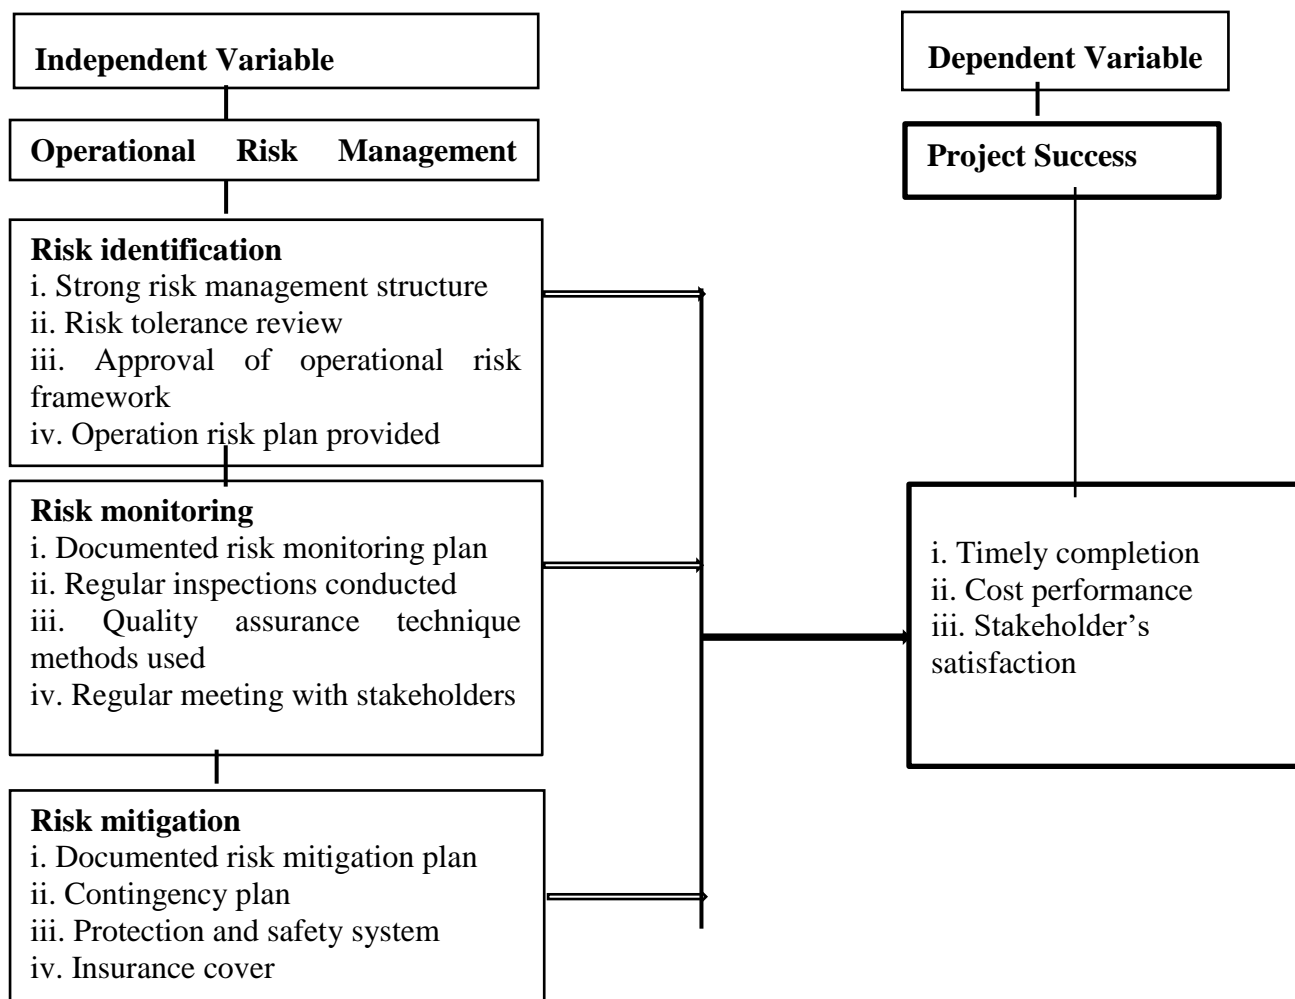 Independent Variable
Operational Risk Management
Risk identification
i. Strong risk management structure
ii. Risk tolerance review
iii. Approval of operational risk
framework
iv. Operation risk plan provided
Risk monitoring
i. Documented risk monitoring plan
ii. Regular inspections conducted
iii. Quality assurance technique
methods used
iv. Regular meeting with stakeholders
Risk mitigation
i. Documented risk mitigation plan
ii. Contingency plan
iii. Protection and safety system
iv. Insurance cover
Dependent Variable
Project Success
i. Timely completion
ii. Cost performance
iii. Stakeholder’s
satisfaction